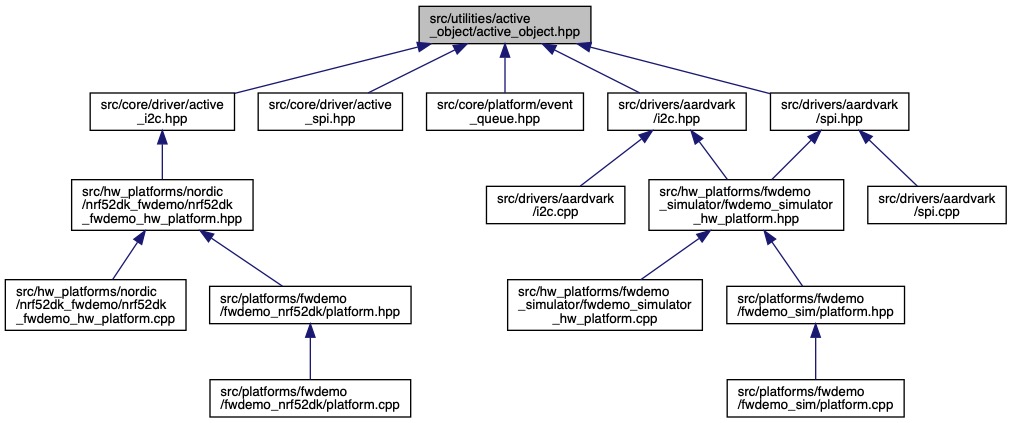 src/utilities/active
_object/active_object.hpp
src/core/driver/active
_i2c.hpp
src/core/driver/active
_spi.hpp
src/core/platform/event
_queue.hpp
src/drivers/aardvark
/i2c.hpp
src/drivers/aardvark
/spi.hpp
src/hw_platforms/nordic
/nrf52dk_fwdemo/nrf52dk
_fwdemo_hw_platform.hpp
src/drivers/aardvark
/i2c.cpp
src/hw_platforms/fwdemo
_simulator/fwdemo_simulator
_hw_platform.hpp
src/drivers/aardvark
/spi.cpp
src/hw_platforms/nordic
/nrf52dk_fwdemo/nrf52dk
_fwdemo_hw_platform.cpp
src/platforms/fwdemo
/fwdemo_nrf52dk/platform.hpp
src/hw_platforms/fwdemo
_simulator/fwdemo_simulator
_hw_platform.cpp
src/platforms/fwdemo
/fwdemo_sim/platform.hpp
src/platforms/fwdemo
/fwdemo_nrf52dk/platform.cpp
src/platforms/fwdemo
/fwdemo_sim/platform.cpp